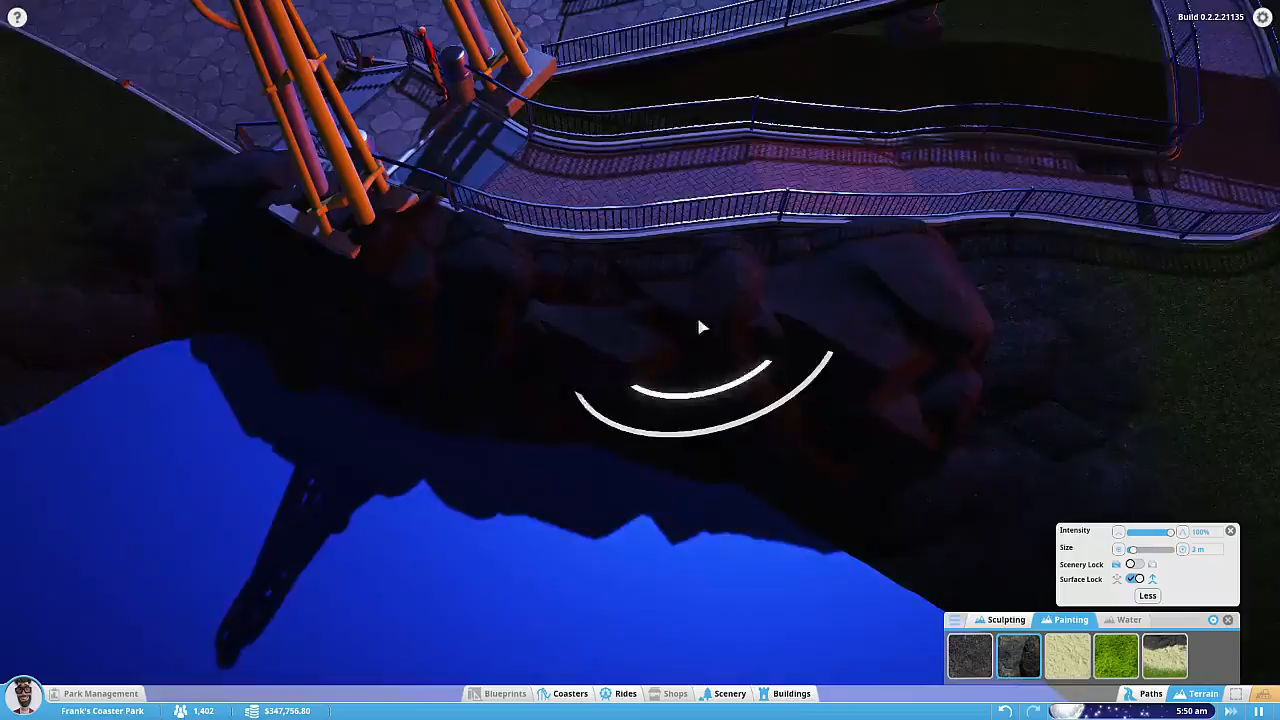 ?
Build 0.2.2.21135
Intensity 100%
Size 3 m
Scenery Lock
Surface Lock
Less
Sculpting Painting Water
Park Management Blueprints Coasters Rides Shops Scenery Buildings Paths Terrain
Frank's Coaster Park 1,402 $347,756.80 5:50 am